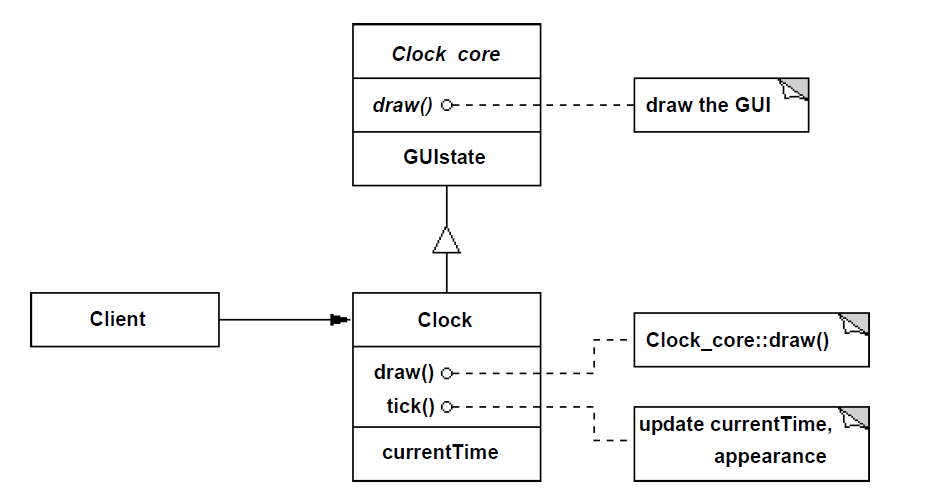 Clock core
draw()
draw the GUI
GUIstate
Client
Clock
draw()
Clock_core::draw()
tick()
update currentTime,
appearance
currentTime